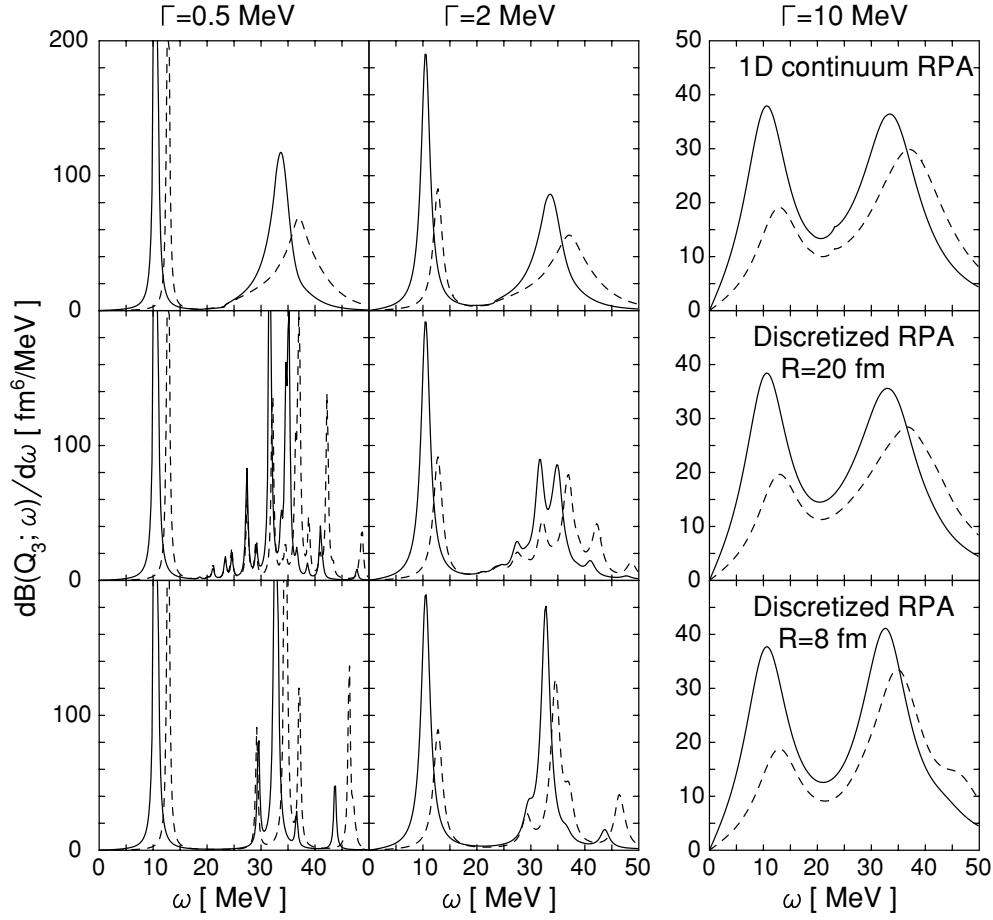 Γ=0.5 MeV Γ=2 MeV Γ=10 MeV
200 50
1D continuum RPA
40
30
100
20
10
0 0
Discretized RPA
R=20 fm
40
30
100
20
10
0 0
Discretized RPA
R=8 fm
40
30
100
20
10
0 0
dB(Q₃; ω)/dω [ fm⁶/MeV]
0 10 20 30 40 0 10 20 30 40 50 0 10 20 30 40 50
ω [ MeV] ω [ MeV] ω [ MeV]